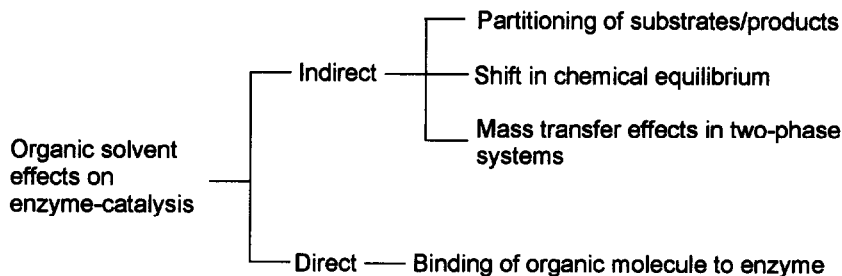 Partitioning of substrates/products
Indirect
Shift in chemical equilibrium
Mass transfer effects in two-phase
systems
Organic solvent
effects on
enzyme-catalysis
Direct
Binding of organic molecule to enzyme